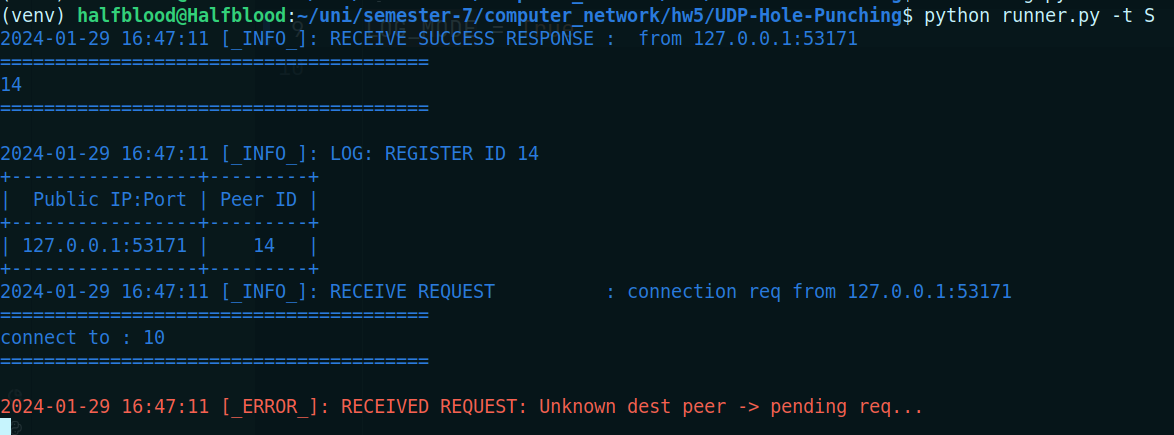 (venv) halfblood@Halfblood:~/uni/semester-7/computer_network/hw5/UDP-Hole-Punching$ python runner.py -t S
2024-01-29 16:47:11 [_INFO_]: RECEIVE SUCCESS RESPONSE :  from 127.0.0.1:53171
=======================================
14
=======================================
2024-01-29 16:47:11 [_INFO_]: LOG: REGISTER ID 14
+-----------------+---------+
|  Public IP:Port | Peer ID |
+-----------------+---------+
| 127.0.0.1:53171 |    14   |
+-----------------+---------+
2024-01-29 16:47:11 [_INFO_]: RECEIVE REQUEST          : connection req from 127.0.0.1:53171
=======================================
connect to : 10
=======================================
2024-01-29 16:47:11 [_ERROR_]: RECEIVED REQUEST: Unknown dest peer -> pending req...